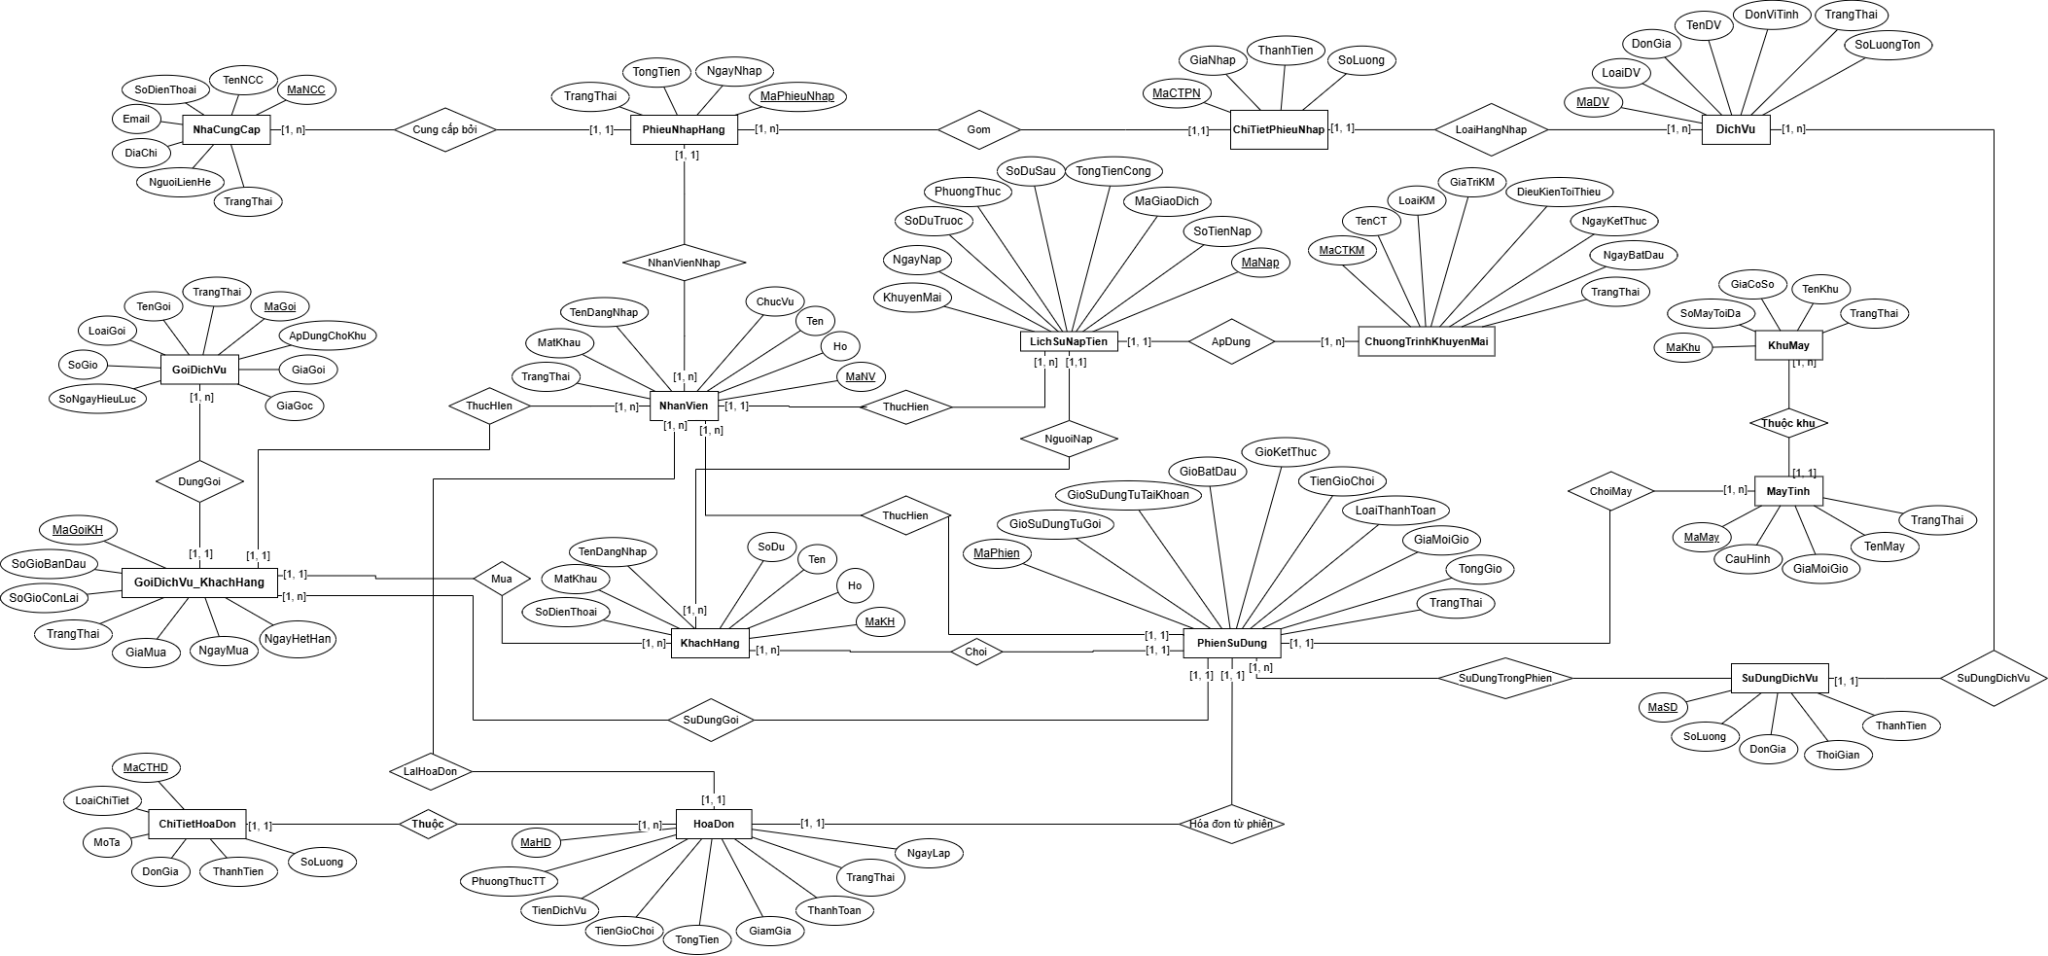 NhaCungCap
TenNCC
SoDienThoai
MaNCC
Email
DiaChi
NguoiLienHe
TrangThai
[1, n]
Cung cấp bởi
[1, 1]
PhieuNhapHang
TrangThai
TongTien
NgayNhap
MaPhieuNhap
[1, n]
[1, 1]
Gom
[1,1]
ChiTietPhieuNhap
MaCTPN
GiaNhap
ThanhTien
SoLuong
[1, 1]
LoaiHangNhap
[1, n]
DichVu
MaDV
LoaiDV
DonGia
TenDV
DonViTinh
TrangThai
SoLuongTon
[1, n]
NhanVienNhap
LichSuNapTien
KhuyenMai
NgayNap
SoDuTruoc
PhuongThuc
SoDuSau
TongTienCong
MaGiaoDich
SoTienNap
MaNap
[1, 1]
[1, n]
[1,1]
ApDung
[1, n]
ChuongTrinhKhuyenMai
MaCTKM
TenCT
LoaiKM
GiaTriKM
DieuKienToiThieu
NgayKetThuc
NgayBatDau
TrangThai
KhuMay
MaKhu
SoMayToiDa
GiaCoSo
TenKhu
TrangThai
[1, n]
Thuộc khu
[1, 1]
MayTinh
[1, n]
MaMay
CauHinh
GiaMoiGio
TenMay
TrangThai
ChoiMay
GoiDichVu
SoNgayHieuLuc
SoGio
LoaiGoi
TenGoi
TrangThai
MaGoi
ApDungChoKhu
GiaGoi
GiaGoc
[1, n]
DungGoi
[1, 1]
ThucHIen
[1, n]
[1, n]
NhanVien
TrangThai
MatKhau
TenDangNhap
ChucVu
Ten
Ho
MaNV
[1, 1]
[1, n]
[1, n]
ThucHien
NguoiNap
ThucHien
[1, 1]
GoiDichVu_KhachHang
MaGoiKH
SoGioBanDau
SoGioConLai
TrangThai
GiaMua
NgayMua
NgayHetHan
[1, 1]
[1, n]
Mua
[1, n]
KhachHang
SoDienThoai
MatKhau
TenDangNhap
SoDu
Ten
Ho
MaKH
[1, n]
[1, n]
Choi
[1, 1]
[1, 1]
PhienSuDung
MaPhien
GioSuDungTuGoi
GioSuDungTuTaiKhoan
GioBatDau
GioKetThuc
TienGioChoi
LoaiThanhToan
GiaMoiGio
TongGio
TrangThai
[1, 1]
[1, n]
[1, 1]
[1, 1]
SuDungTrongPhien
SuDungDichVu
MaSD
SoLuong
DonGia
ThoiGian
ThanhTien
[1, 1]
SuDungDichVu
SuDungGoi
LalHoaDon
[1, 1]
ChiTietHoaDon
MaCTHD
LoaiChiTiet
MoTa
DonGia
ThanhTien
SoLuong
[1, 1]
Thuộc
[1, n]
HoaDon
[1, 1]
Hóa đơn từ phiên
MaHD
PhuongThucTT
TienDichVu
TienGioChoi
TongTien
GiamGia
ThanhToan
TrangThai
NgayLap